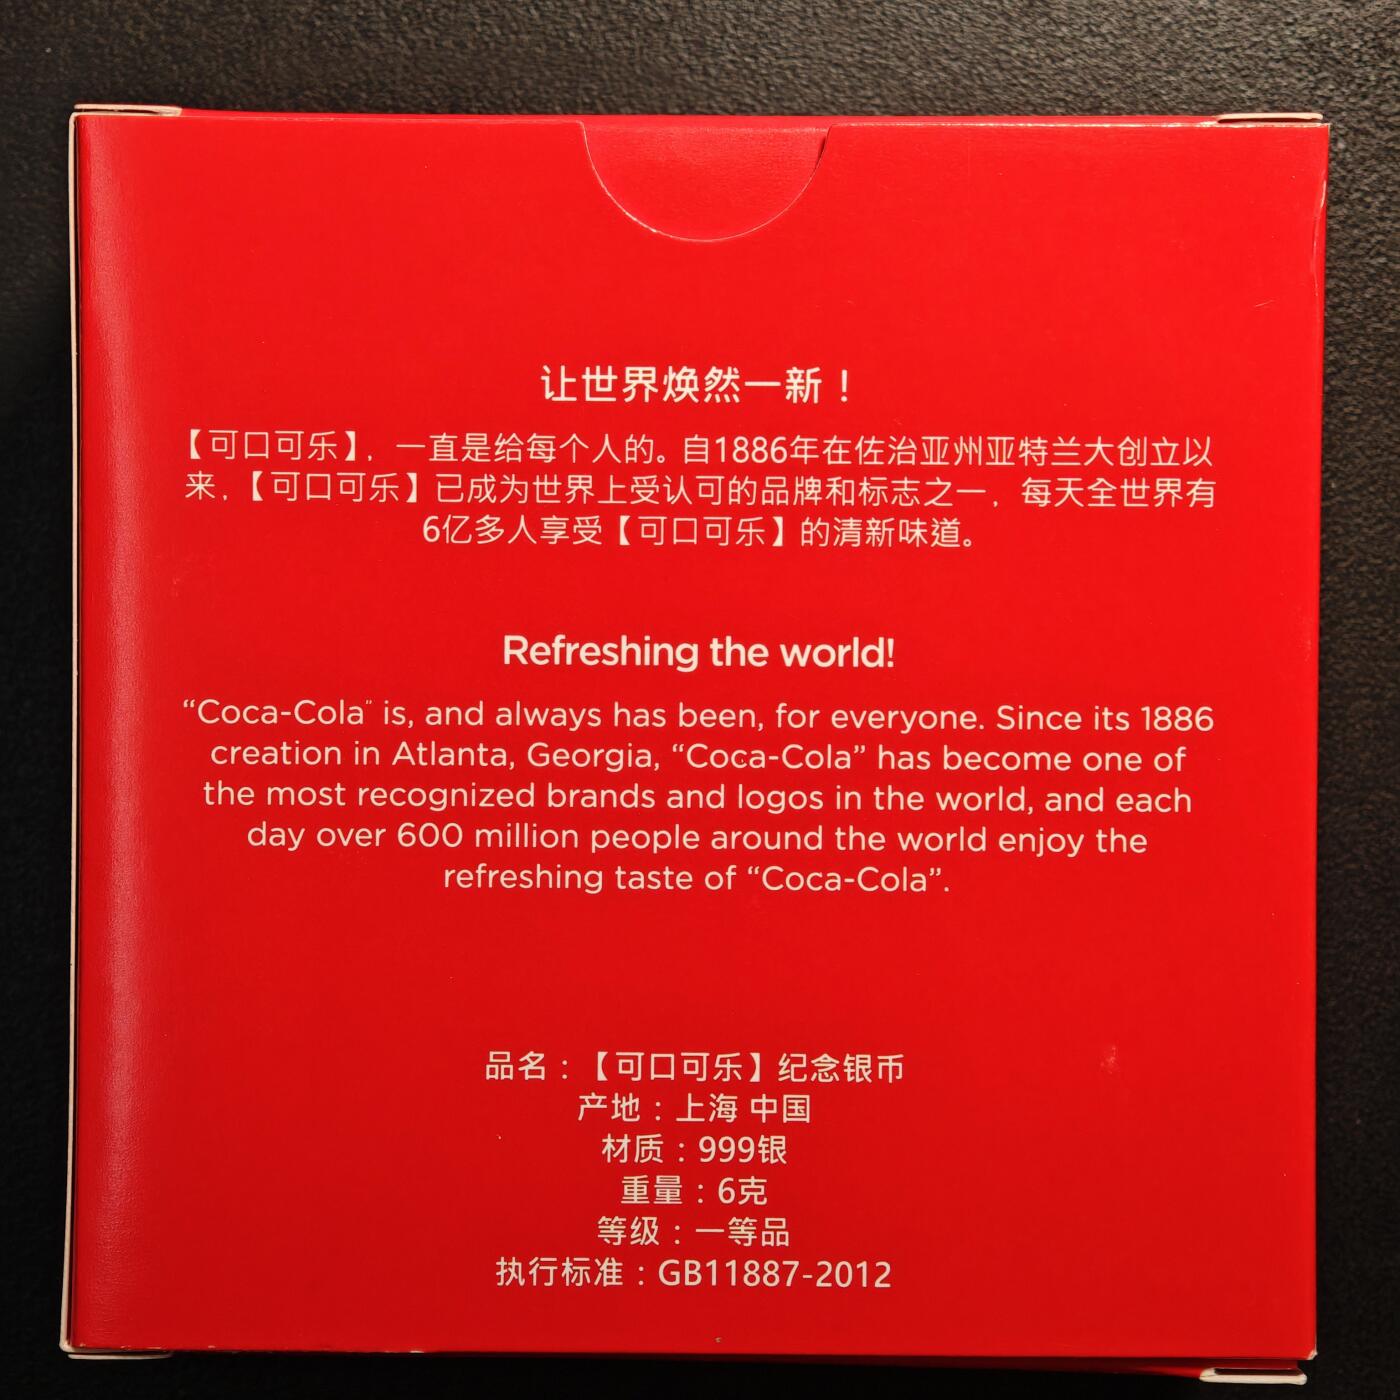 让世界焕然一新！
【可口可乐】，一直是给每个人的。自1886年在佐治亚州亚特兰大创立以
来，【可口可乐】已成为世界上受认可的品牌和标志之一，每天全世界有
6亿多人享受【可口可乐】的清新味道。
Refreshing the world!
“Coca-Cola” is, and always has been, for everyone. Since its 1886
creation in Atlanta, Georgia, “Coca-Cola” has become one of
the most recognized brands and logos in the world, and each
day over 600 million people around the world enjoy the
refreshing taste of “Coca-Cola”.
品名：【可口可乐】纪念银币
产地：上海 中国
材质：999银
重量：6克
等级：一等品
执行标准：GB11887-2012